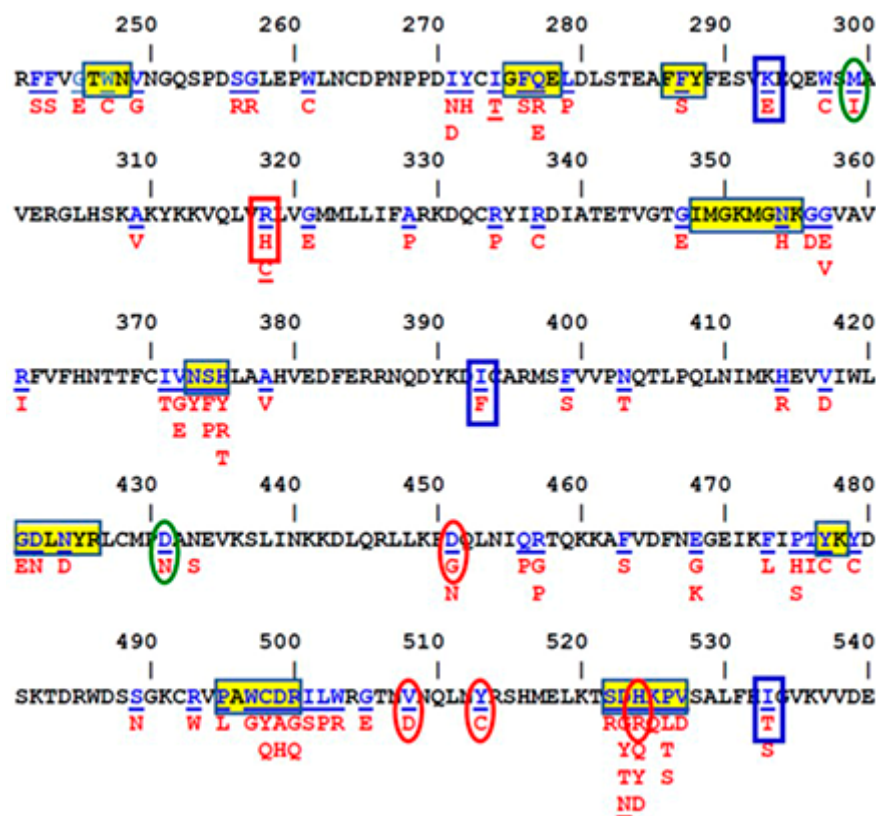 250 260 270 280 290 300
RFFVGTWNVNGQSPDSGLEPWLNCDPNPPDIYCIGFQELDLSTEAFFYFESVKEQEWSMA
SS E C G RR C NH T SR P S E C I
D E
310 320 330 340 350 360
VERGLHSKAKYKKVQLVRLVGMMLLIFARKDQCRYIRDIATETVGTGIMGKMGNKGGVAV
V H E P P C E H DE
C V
370 380 390 400 410 420
RFVFHNTTFCIVNSHLAAHVEDFERRNQDYKDICARMSFVVPNQTLPQLNIMKHEVVIWL
I TGYFY V F S T R D
E PR
T
430 440 450 460 470 480
GDLNYRLCMPDANEVKSLINKKDLQRLLKFDQLNIQRTQKKAFVDFNEGEIKFIPTYKYD
EN D N S G PG S G L HIC C
N P K S
490 500 510 520 530 540
SKTDRWDSSGKCRVPAWCDRILWRGTNVNQLNYRSHMELKTSDHKPVSALFHIGVKVVDE
N W L GYAGSPR E D C RGRQLD T
QHQ YQ T S
TY S
ND